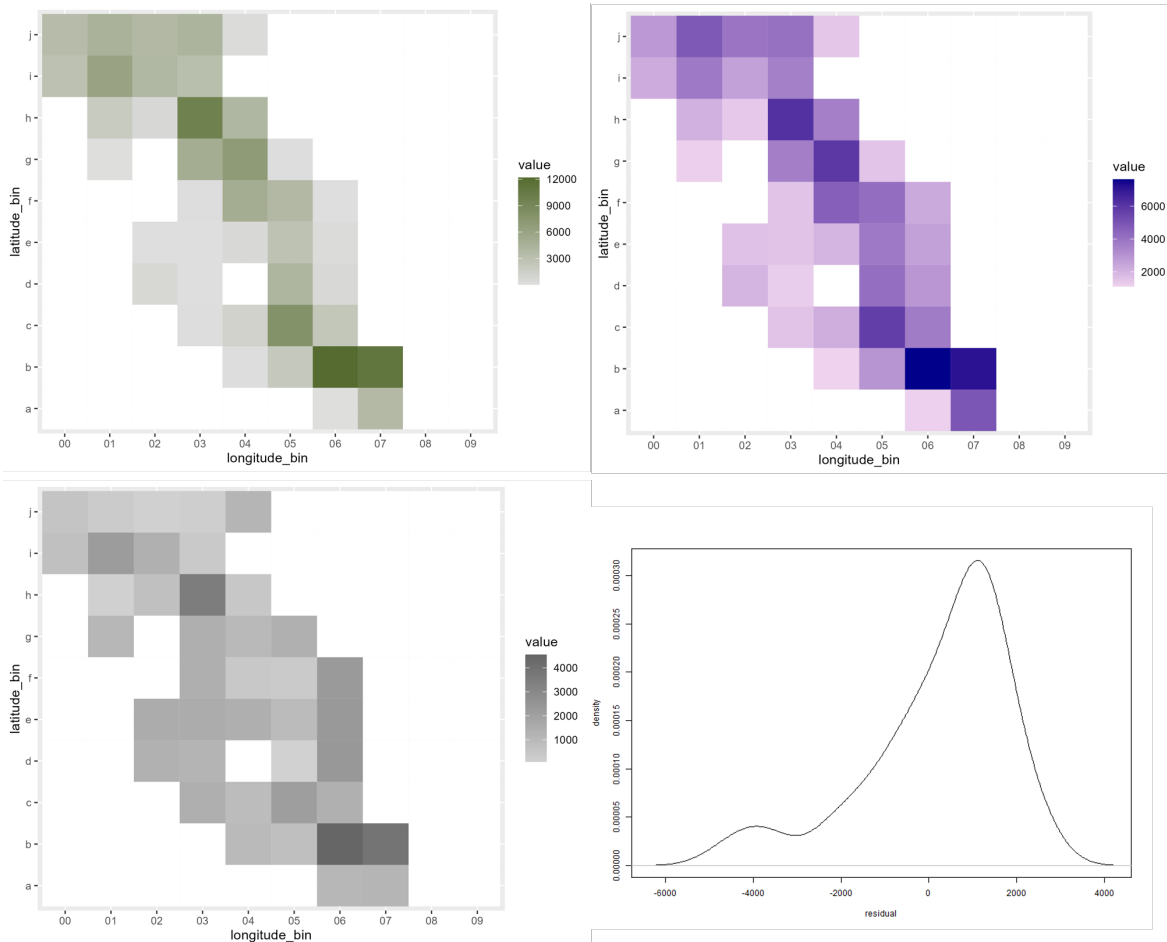 j
i
h
g
f
e
d
c
b
a
latitude_bin
00 01 02 03 04 05 06 07 08 09
longitude_bin
value
12000
9000
6000
3000
j
i
h
g
f
e
d
c
b
a
latitude_bin
00 01 02 03 04 05 06 07 08 09
longitude_bin
value
6000
4000
2000
j
i
h
g
f
e
d
c
b
a
latitude_bin
00 01 02 03 04 05 06 07 08 09
longitude_bin
value
4000
3000
2000
1000
0.00030
0.00025
0.00020
0.00015
0.00010
0.00005
0.00000
density
-6000 -4000 -2000 0 2000 4000
residual